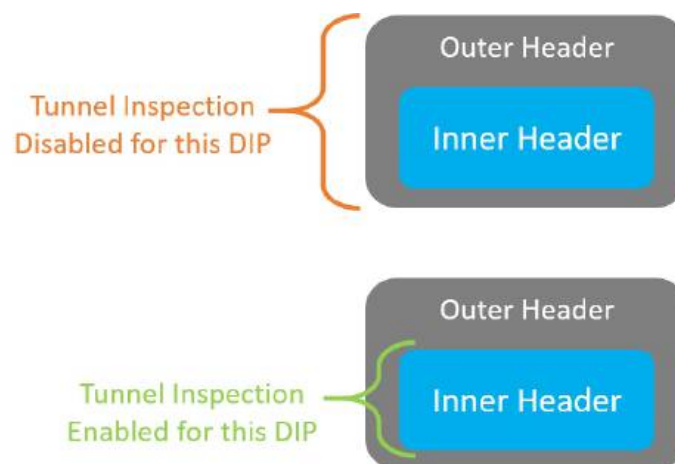 Outer Header
Tunnel Inspection
Disabled for this DIP
Inner Header
Outer Header
Tunnel Inspection
Enabled for this DIP
Inner Header